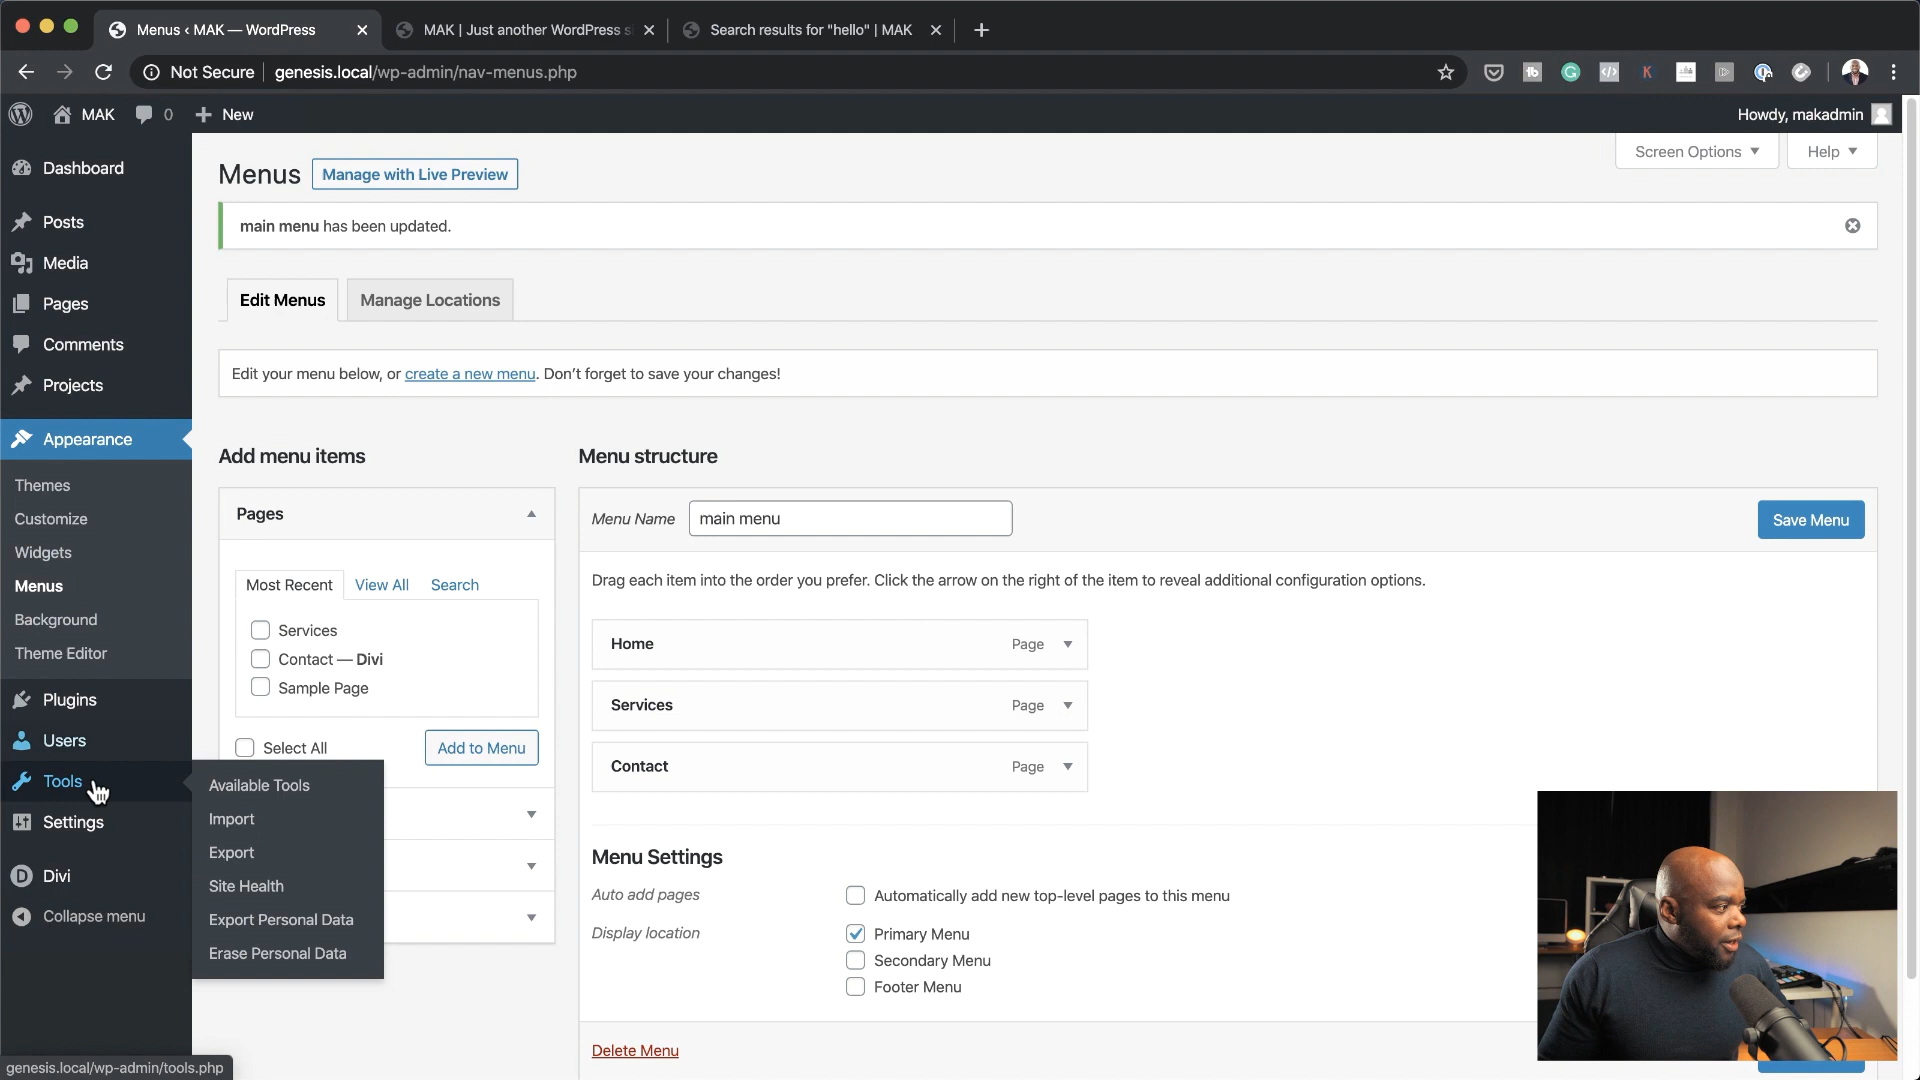 Menus ‹ MAK — WordPress
MAK | Just another WordPress s
Search results for "hello" | MAK
Not Secure
genesis.local/wp-admin/nav-menus.php
MAK
0
New
Howdy, makadmin
Dashboard
Posts
Media
Pages
Comments
Projects
Appearance
Themes
Customize
Widgets
Menus
Background
Theme Editor
Plugins
Users
Tools
Settings
Divi
Collapse menu
Available Tools
Import
Export
Site Health
Export Personal Data
Erase Personal Data
Menus
Manage with Live Preview
Screen Options
Help
main menu has been updated.
Edit Menus
Manage Locations
Edit your menu below, or create a new menu. Don’t forget to save your changes!
Add menu items
Pages
Most Recent
View All
Search
Services
Contact — Divi
Sample Page
Select All
Add to Menu
Menu structure
Menu Name
main menu
Save Menu
Drag each item into the order you prefer. Click the arrow on the right of the item to reveal additional configuration options.
Home
Page
Services
Page
Contact
Page
Menu Settings
Auto add pages
Automatically add new top-level pages to this menu
Display location
Primary Menu
Secondary Menu
Footer Menu
Delete Menu
genesis.local/wp-admin/tools.php